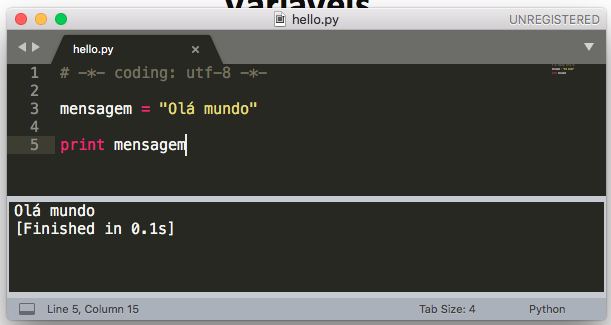 variáveis
hello.py
UNREGISTERED
hello.py ×
1 # -*- coding: utf-8 -*-
2
3 mensagem = "Olá mundo"
4
5 print mensagem
Olá mundo
[Finished in 0.1s]
Line 5, Column 15
Tab Size: 4
Python